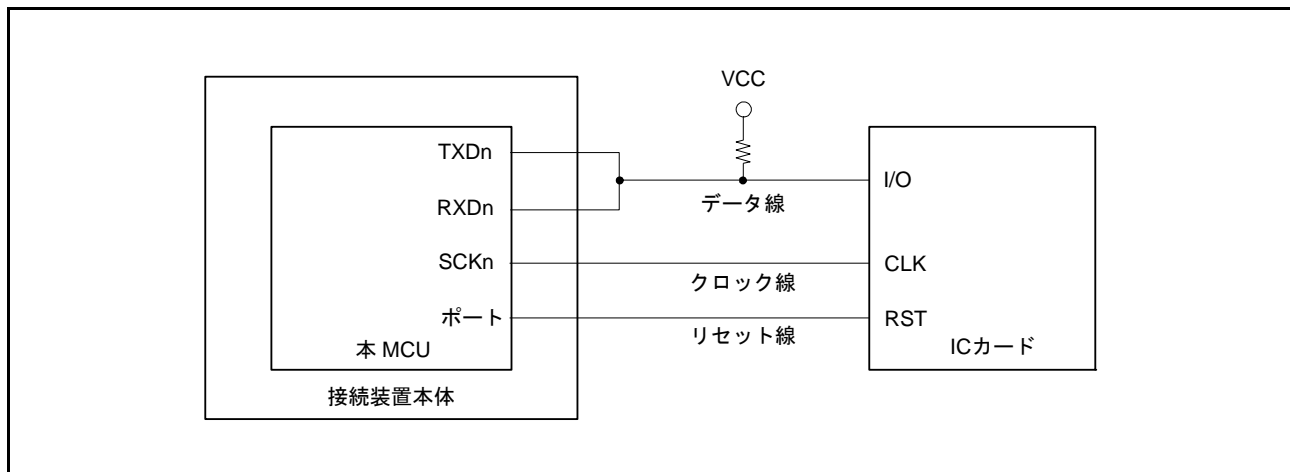 VCC
TXDn
I/O
データ線
RXDn
SCKn
CLK
クロック線
ポート
RST
リセット線
本 MCU
ICカード
接続装置本体